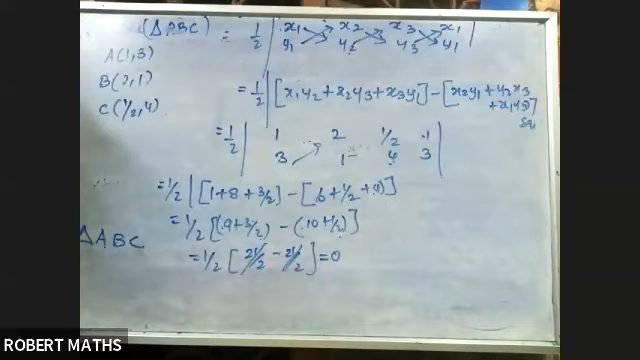 (ΔABC) = 1/2 | x1 x2 x3 x1
y1 y2 y3 y1 |
A(1,3)
B(2,1)
C(1/2,4)
= 1/2 | [x1y2 + x2y3 + x3y1] - [x2y1 + y2x3
+ x1y3]
= 1/2 | 1 2 1/2 1
3 1 4 3 |
= 1/2 | [1 + 8 + 3/2] - [6 + 1/2 + 4]
= 1/2 [(9 + 3/2) - (10 + 1/2)]
ΔABC
= 1/2 [21/2 - 21/2] = 0
ROBERT MATHS